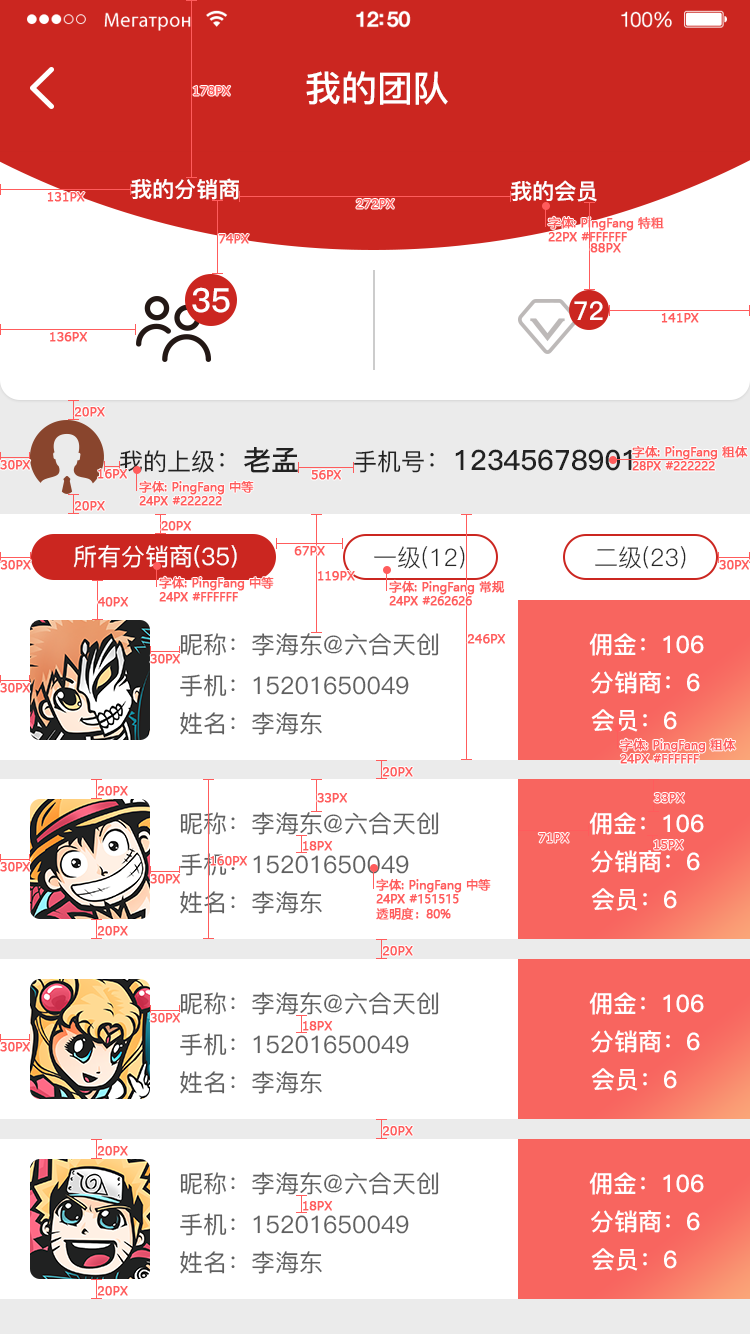 Мегатрон 12:50 100%
我的团队
178PX
我的分销商 我的会员
131PX 272PX
字体: PingFang 特粗
22PX #FFFFFF
74PX 88PX
35 72
136PX 141PX
20PX
30PX 16PX 我的上级：老孟 56PX 手机号：12345678901
字体: PingFang 粗体
28PX #222222
字体: PingFang 中等
24PX #222222
20PX
20PX
30PX 所有分销商(35) 67PX 一级(12) 二级(23) 30PX
119PX
字体: PingFang 中等
24PX #FFFFFF
字体: PingFang 常规
24PX #262626
40PX
246PX
昵称：李海东@六合天创 佣金：106
30PX 30PX
手机：15201650049 分销商：6
姓名：李海东 会员：6
字体: PingFang 粗体
24PX #FFFFFF
20PX
20PX 33PX 33PX
昵称：李海东@六合天创 佣金：106
18PX 71PX 15PX
30PX 30PX 160PX
手机：15201650049 分销商：6
字体: PingFang 中等
24PX #151515
透明度：80%
姓名：李海东 会员：6
20PX
20PX
昵称：李海东@六合天创 佣金：106
30PX 18PX
30PX
手机：15201650049 分销商：6
姓名：李海东 会员：6
20PX
20PX
昵称：李海东@六合天创 佣金：106
18PX
手机：15201650049 分销商：6
姓名：李海东 会员：6
20PX